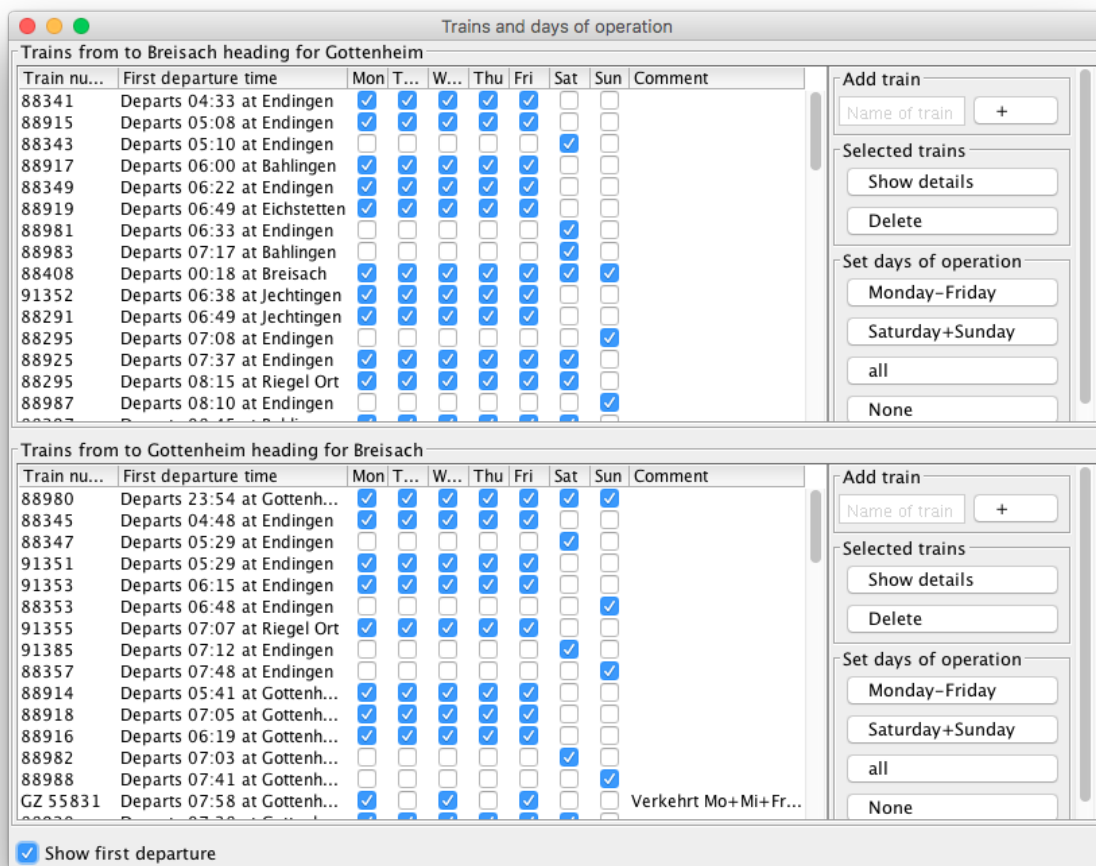 Trains and days of operation
Trains from to Breisach heading for Gottenheim
Train nu... First departure time Mon T... W... Thu Fri Sat Sun Comment
88341 Departs 04:33 at Endingen
88915 Departs 05:08 at Endingen
88343 Departs 05:10 at Endingen
88917 Departs 06:00 at Bahlingen
88349 Departs 06:22 at Endingen
88919 Departs 06:49 at Eichstetten
88981 Departs 06:33 at Endingen
88983 Departs 07:17 at Bahlingen
88408 Departs 00:18 at Breisach
91352 Departs 06:38 at Jechtingen
88291 Departs 06:49 at Jechtingen
88295 Departs 07:08 at Endingen
88925 Departs 07:37 at Endingen
88295 Departs 08:15 at Riegel Ort
88987 Departs 08:10 at Endingen
Add train
Name of train +
Selected trains
Show details
Delete
Set days of operation
Monday-Friday
Saturday+Sunday
all
None
Trains from to Gottenheim heading for Breisach
Train nu... First departure time Mon T... W... Thu Fri Sat Sun Comment
88980 Departs 23:54 at Gottenh...
88345 Departs 04:48 at Endingen
88347 Departs 05:29 at Endingen
91351 Departs 05:29 at Endingen
91353 Departs 06:15 at Endingen
88353 Departs 06:48 at Endingen
91355 Departs 07:07 at Riegel Ort
91385 Departs 07:12 at Endingen
88357 Departs 07:48 at Endingen
88914 Departs 05:41 at Gottenh...
88918 Departs 07:05 at Gottenh...
88916 Departs 06:19 at Gottenh...
88982 Departs 07:03 at Gottenh...
88988 Departs 07:41 at Gottenh...
GZ 55831 Departs 07:58 at Gottenh... Verkehrt Mo+Mi+Fr...
Add train
Name of train +
Selected trains
Show details
Delete
Set days of operation
Monday-Friday
Saturday+Sunday
all
None
Show first departure